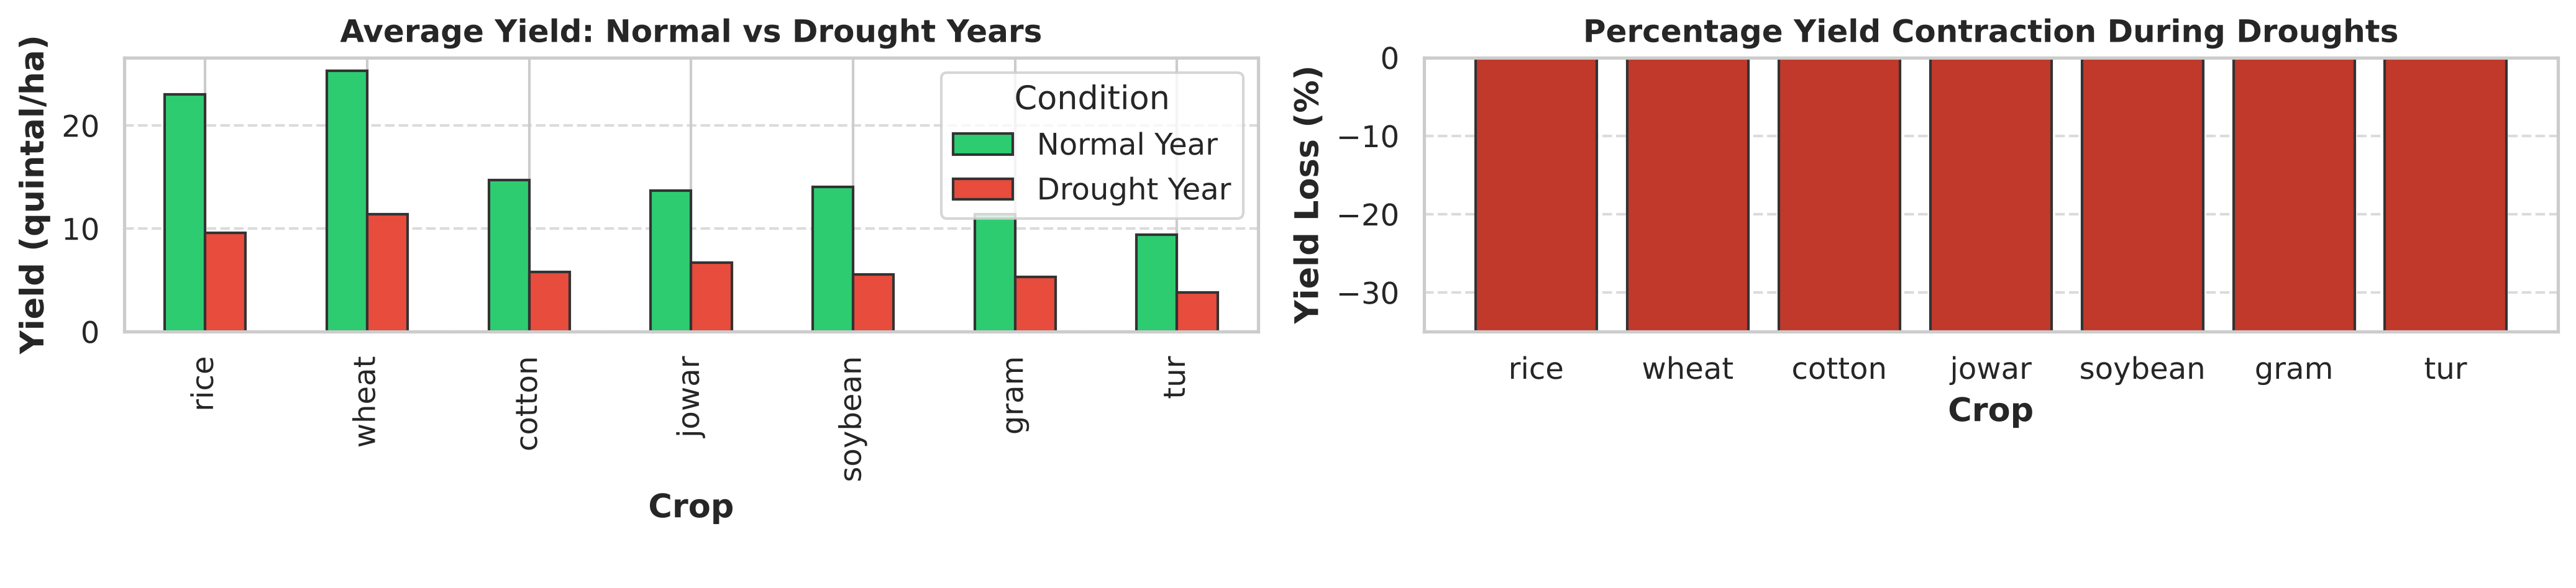 Average Yield: Normal vs Drought Years
Yield (quintal/ha)
20
10
0
Condition
Normal Year
Drought Year
rice
wheat
cotton
jowar
soybean
gram
tur
Crop
Percentage Yield Contraction During Droughts
Yield Loss (%)
0
−10
−20
−30
rice
wheat
cotton
jowar
soybean
gram
tur
Crop